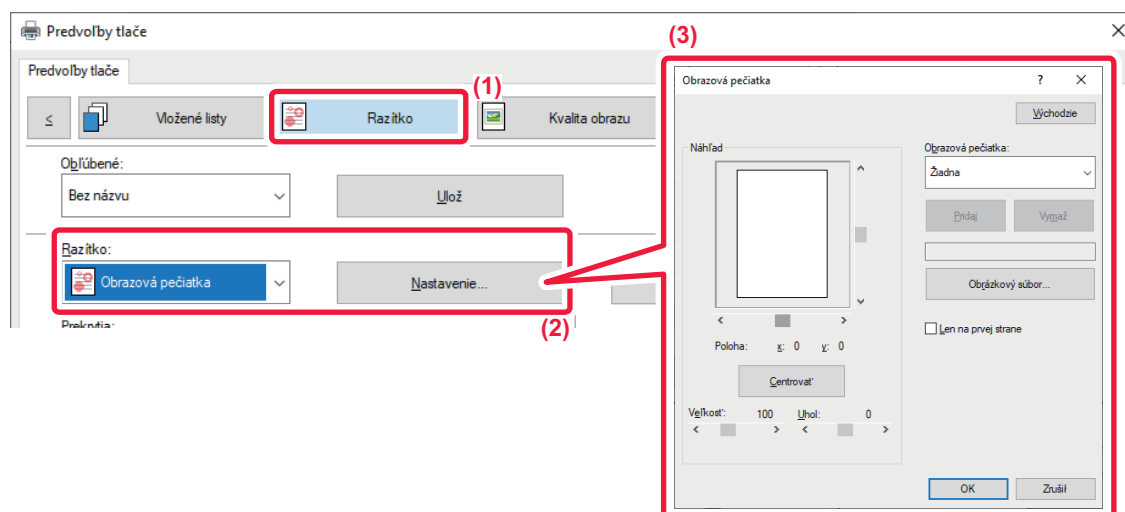 Predvoľby tlače
Predvoľby tlače
(1)
≤ Vložené listy Razítko Kvalita obrazu
Obľúbené:
Bez názvu Ulož
Razítko:
Obrazová pečiatka Nastavenie...
(2)
Prekrytia:
(3)
Obrazová pečiatka ? ×
Východzie
Náhľad
Obrazová pečiatka:
Žiadna
Pridaj Vymaž
Obrázkový súbor...
Len na prvej strane
Poloha: x: 0 y: 0
Centrovať
Veľkosť: 100 Uhol: 0
OK Zrušiť